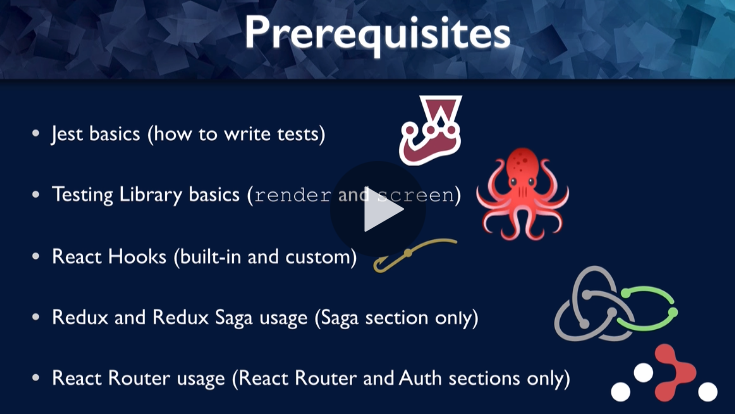 Prerequisites
• Jest basics (how to write tests)
• Testing Library basics (render and screen)
• React Hooks (built-in and custom)
• Redux and Redux Saga usage (Saga section only)
• React Router usage (React Router and Auth sections only)